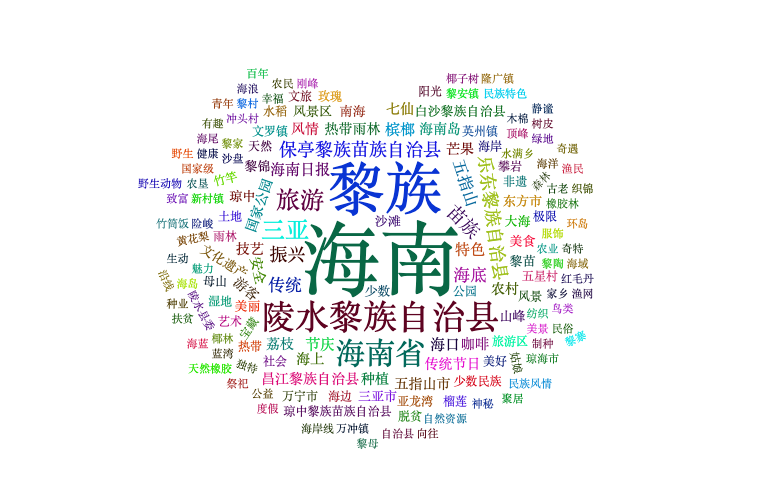 百年
海浪 农民 刚峰
椰子树 隆广镇
青年 黎村 幸福 文旅 玫瑰
阳光 黎安镇 民族特色
有趣 冲头村 水稻 风景区 南海 七仙 白沙黎族自治县 木棉 静谧
海尾 文罗镇 风情 热带雨林 槟榔 海南岛 英州镇 顶峰 树皮
野生 黎家 天然 保亭黎族苗族自治县 芒果 海岸 水满乡 绿地 奇遇
国家级 健康 沙盘 黎锦 海南日报 黎族 五指山 乐东黎族自治县 攀岩 海洋 渔民
野生动物 农垦 竹竿 国家公园 旅游 苗族 非遗 森林 古老 织锦
致富 新村镇 琼中 东方市 橡胶林
竹筒饭 险峻 土地 三亚 沙滩 大海 极限 环岛
黄花梨 雨林 技艺 振兴 海南 特色 美食 服饰 农业 奇特
生动 文化遗产 安全 黎苗 黎陶 海域
沿线 魅力 游客 传统 海底 五星村 红毛丹
海岛 母山 少数 公园 农村 风景 家乡 渔网
种业 陵水县委 湿地 美丽 陵水黎族自治县 山峰 纺织 鸟类
扶贫 艺术 宝藏 美景 民俗
海蓝 椰林 热带 荔枝 节庆 海南省 海口 咖啡 旅游区 制种
蓝湾 社会 海上 传统节日 美好 琼海市
天然橡胶 独特 昌江黎族自治县 种植 五指山市 少数民族 民族风情
祭祀 公益 万宁市 海边 三亚市 亚龙湾 榴莲 神秘 聚居
度假 琼中黎族苗族自治县 脱贫 自然资源
海岸线 万冲镇 自治县 向往
黎母